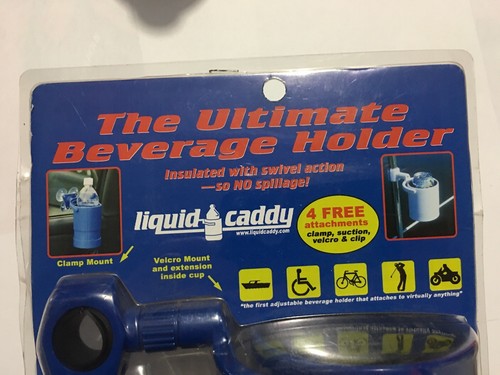 The Ultimate
Beverage Holder
Insulated with swivel action
—so NO spillage!
liquid caddy
www.liquidcaddy.com
4 FREE
attachments
clamp, suction,
velcro & clip
Clamp Mount
Velcro Mount
and extension
inside cup
"the first adjustable beverage holder that attaches to virtually anything"